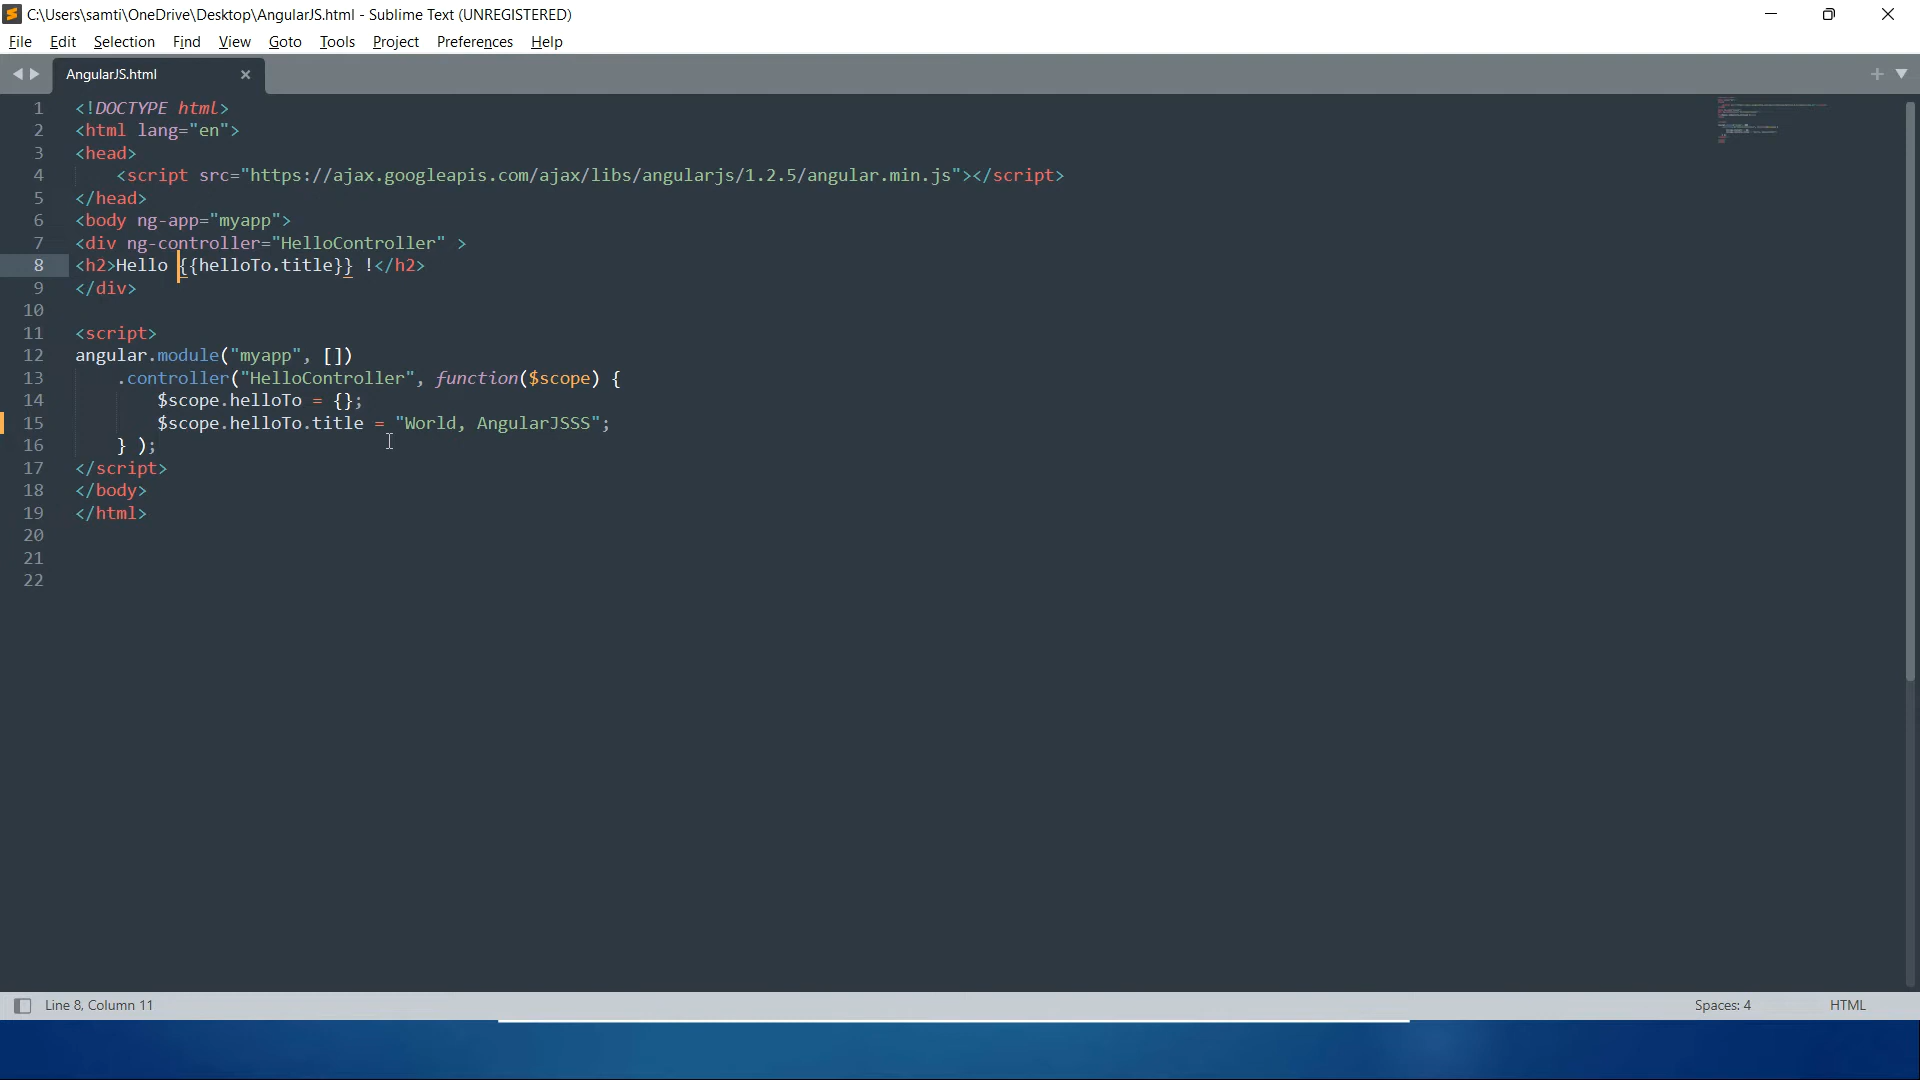 C:\Users\samti\OneDrive\Desktop\AngularJS.html - Sublime Text (UNREGISTERED)
File Edit Selection Find View Goto Tools Project Preferences Help
AngularJS.html
1 <!DOCTYPE html>
2 <html lang="en">
3 <head>
4     <script src="https://ajax.googleapis.com/ajax/libs/angularjs/1.2.5/angular.min.js"></script>
5 </head>
6 <body ng-app="myapp">
7 <div ng-controller="HelloController" >
8 <h2>Hello {{helloTo.title}} !</h2>
9 </div>
10
11 <script>
12 angular.module("myapp", [])
13     .controller("HelloController", function($scope) {
14         $scope.helloTo = {};
15         $scope.helloTo.title = "World, AngularJSSS";
16     } );
17 </script>
18 </body>
19 </html>
20
21
22
Line 8, Column 11 Spaces: 4 HTML